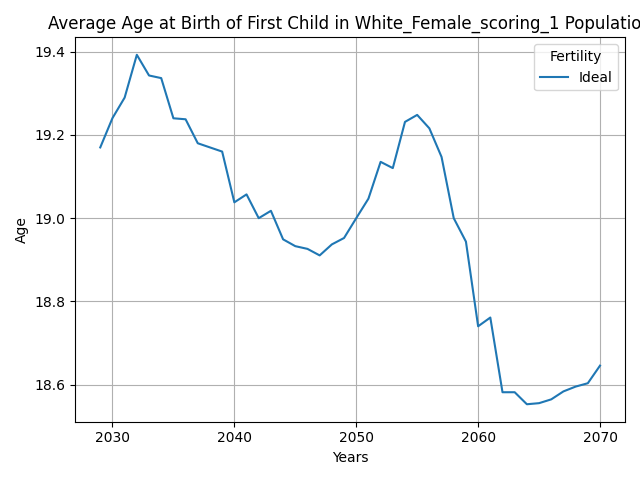 Average Age at Birth of First Child in White_Female_scoring_1 Populatio
Fertility
Ideal
19.4
19.2
19.0
18.8
18.6
Age
2030 2040 2050 2060 2070
Years